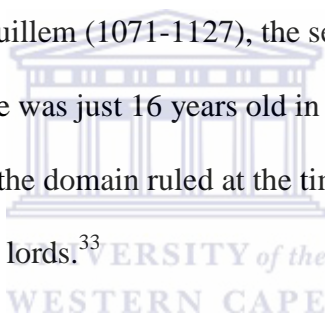 uillem (1071-1127), the se
e was just 16 years old in
the domain ruled at the tim
lords.³³
UNIVERSITY of the
WESTERN CAPE